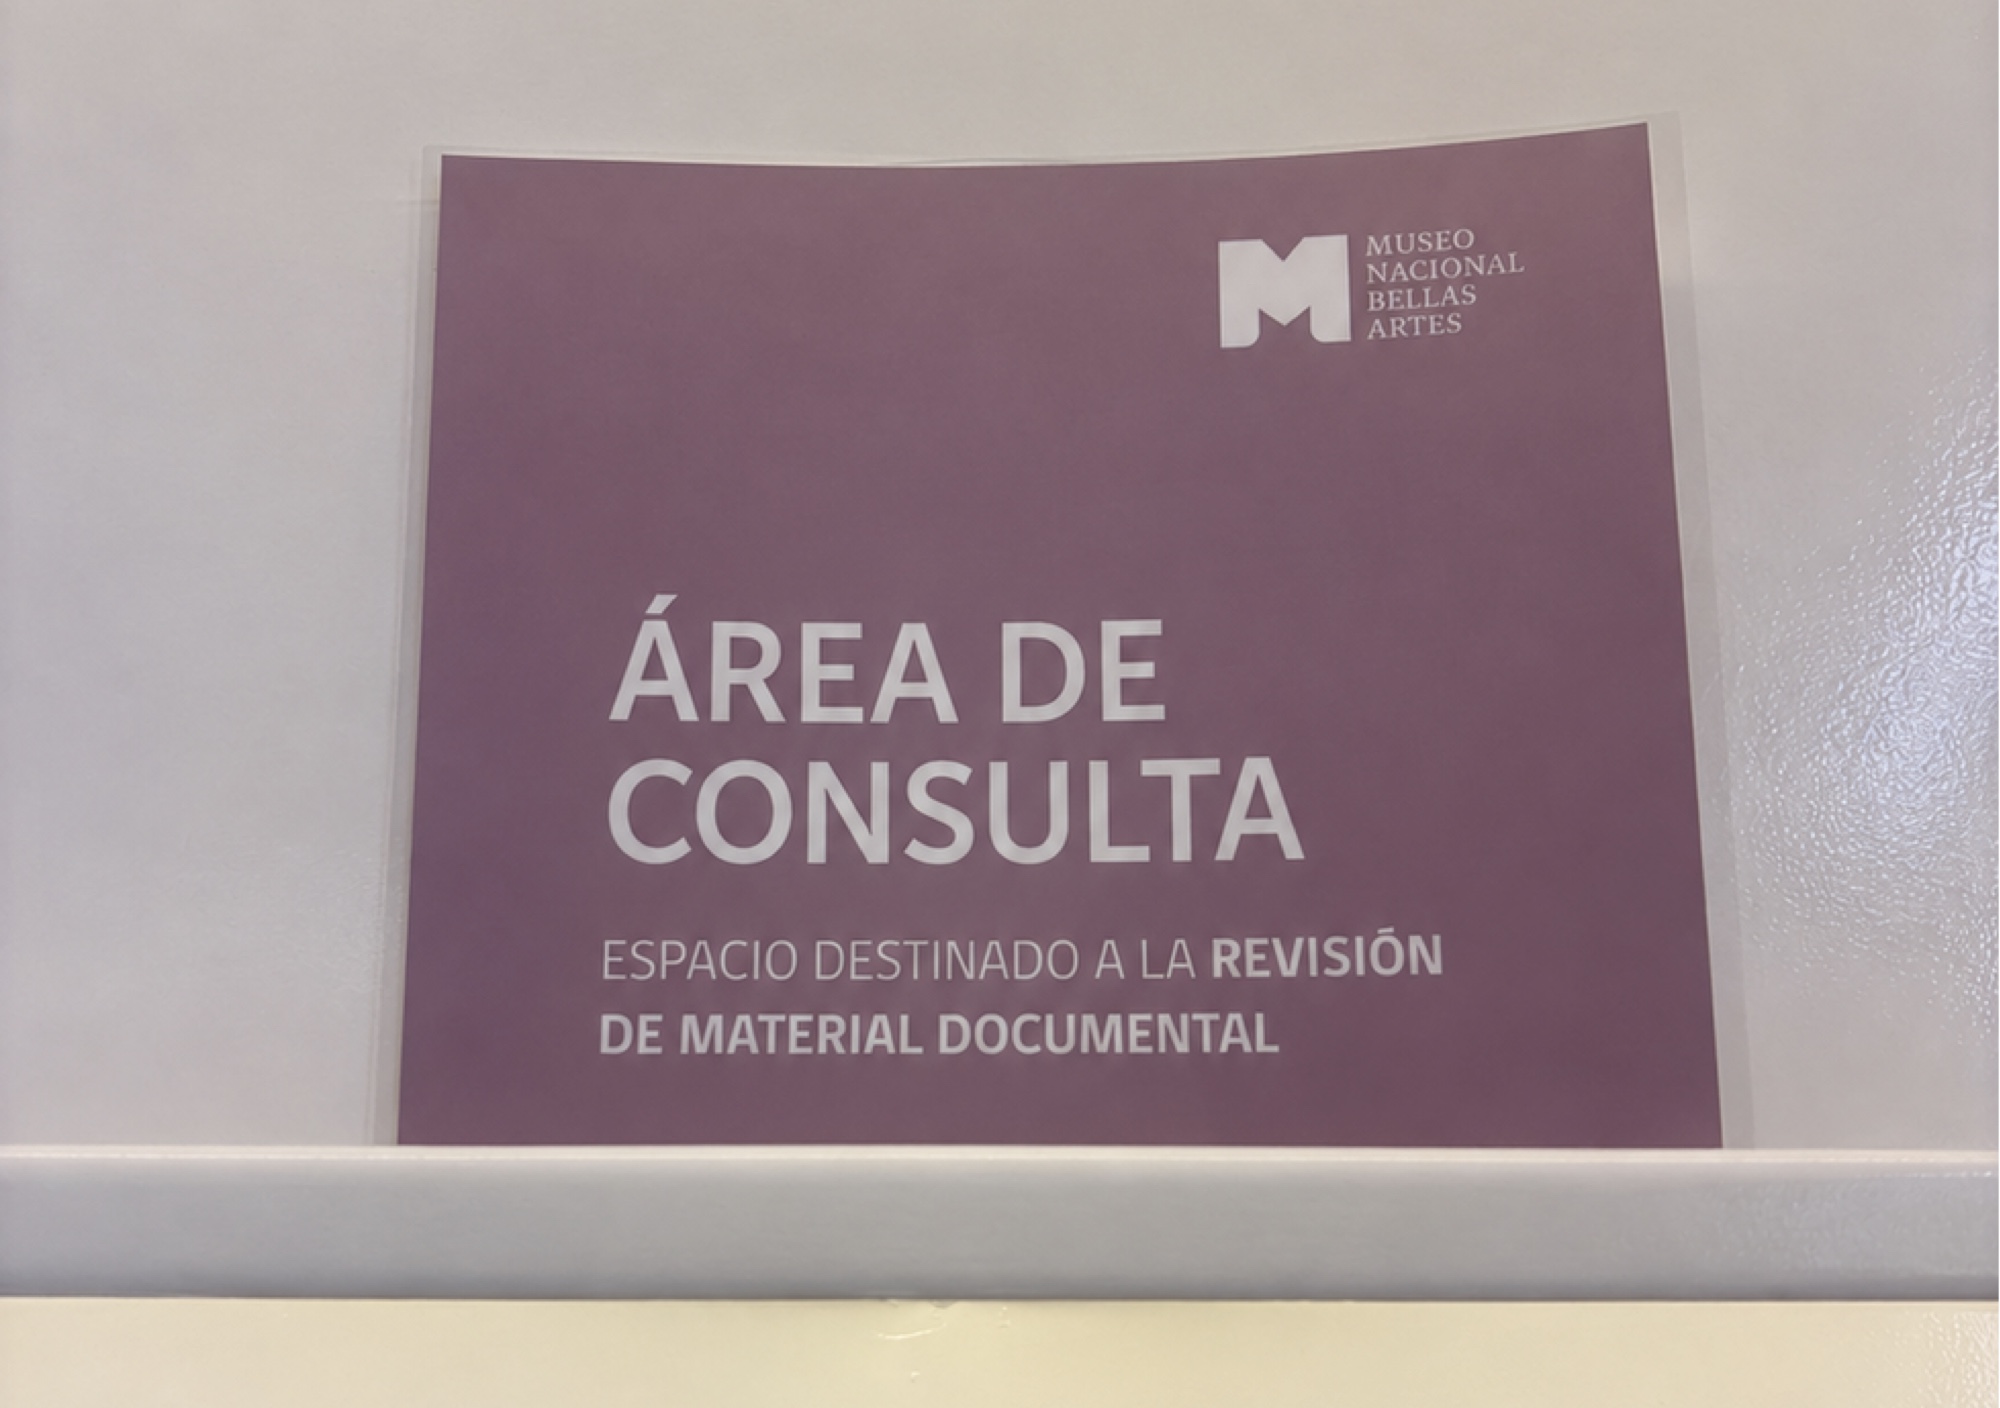 MUSEO
NACIONAL
BELLAS
ARTES
ÁREA DE
CONSULTA
ESPACIO DESTINADO A LA REVISIÓN
DE MATERIAL DOCUMENTAL